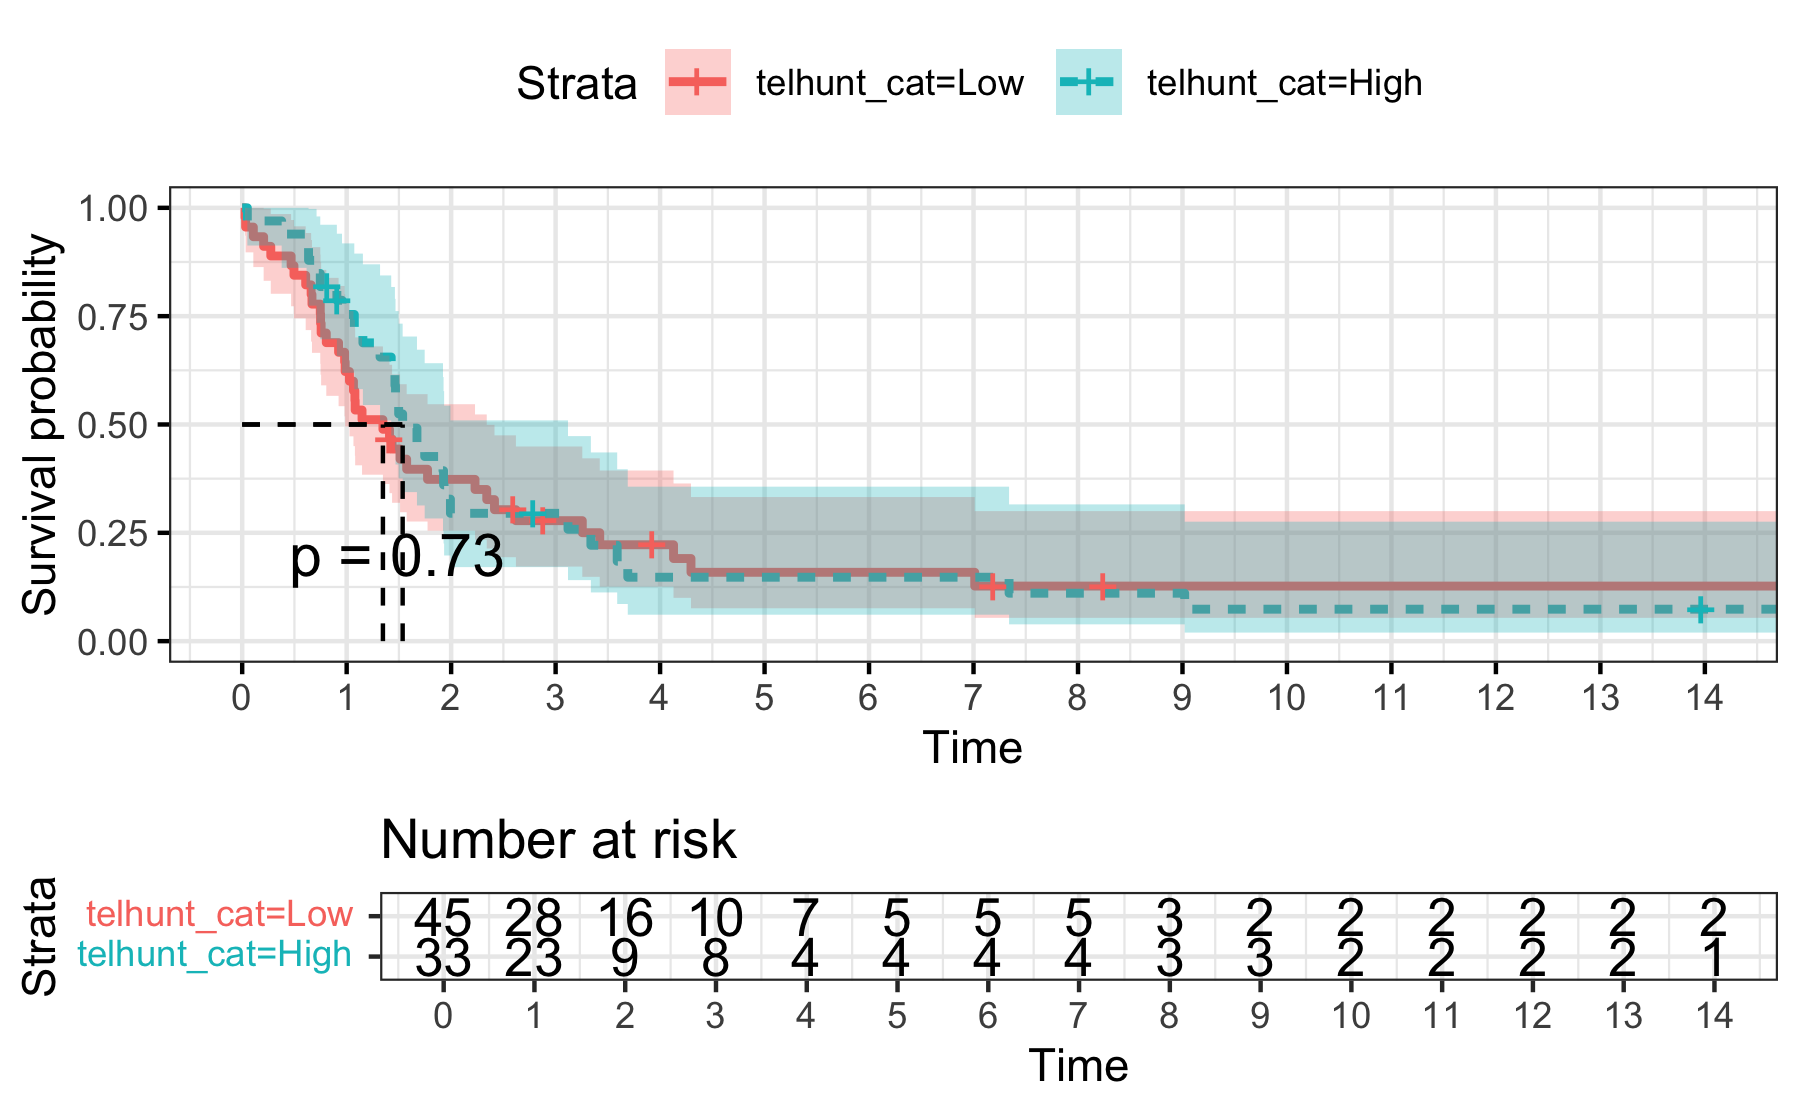 Strata telhunt_cat=Low telhunt_cat=High
Survival probability
1.00
0.75
0.50
0.25
0.00
p = 0.73
0 1 2 3 4 5 6 7 8 9 10 11 12 13 14
Time
Number at risk
Strata
telhunt_cat=Low 45 28 16 10 7 5 5 5 3 2 2 2 2 2 2
telhunt_cat=High 33 23 9 8 4 4 4 4 3 3 2 2 2 2 1
0 1 2 3 4 5 6 7 8 9 10 11 12 13 14
Time